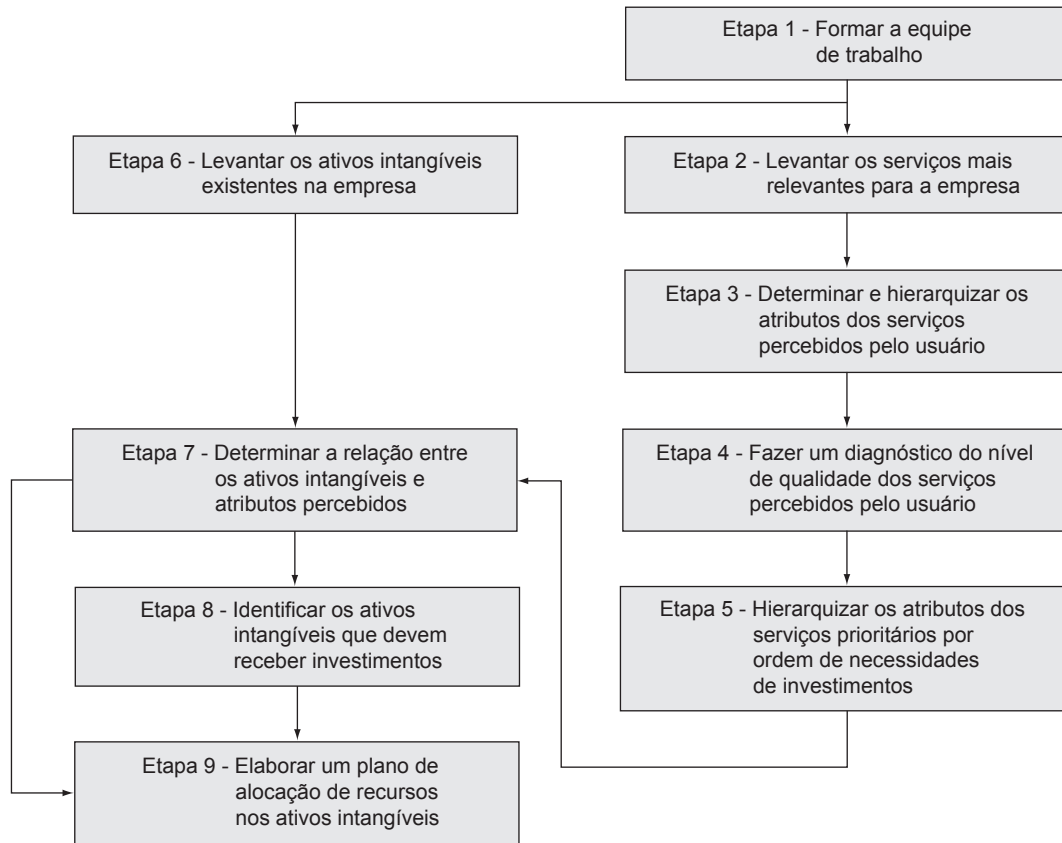 Etapa 1 - Formar a equipe
de trabalho
Etapa 6 - Levantar os ativos intangíveis
existentes na empresa
Etapa 2 - Levantar os serviços mais
relevantes para a empresa
Etapa 3 - Determinar e hierarquizar os
atributos dos serviços
percebidos pelo usuário
Etapa 7 - Determinar a relação entre
os ativos intangíveis e
atributos percebidos
Etapa 4 - Fazer um diagnóstico do nível
de qualidade dos serviços
percebidos pelo usuário
Etapa 8 - Identificar os ativos
intangíveis que devem
receber investimentos
Etapa 5 - Hierarquizar os atributos dos
serviços prioritários por
ordem de necessidades
de investimentos
Etapa 9 - Elaborar um plano de
alocação de recursos
nos ativos intangíveis